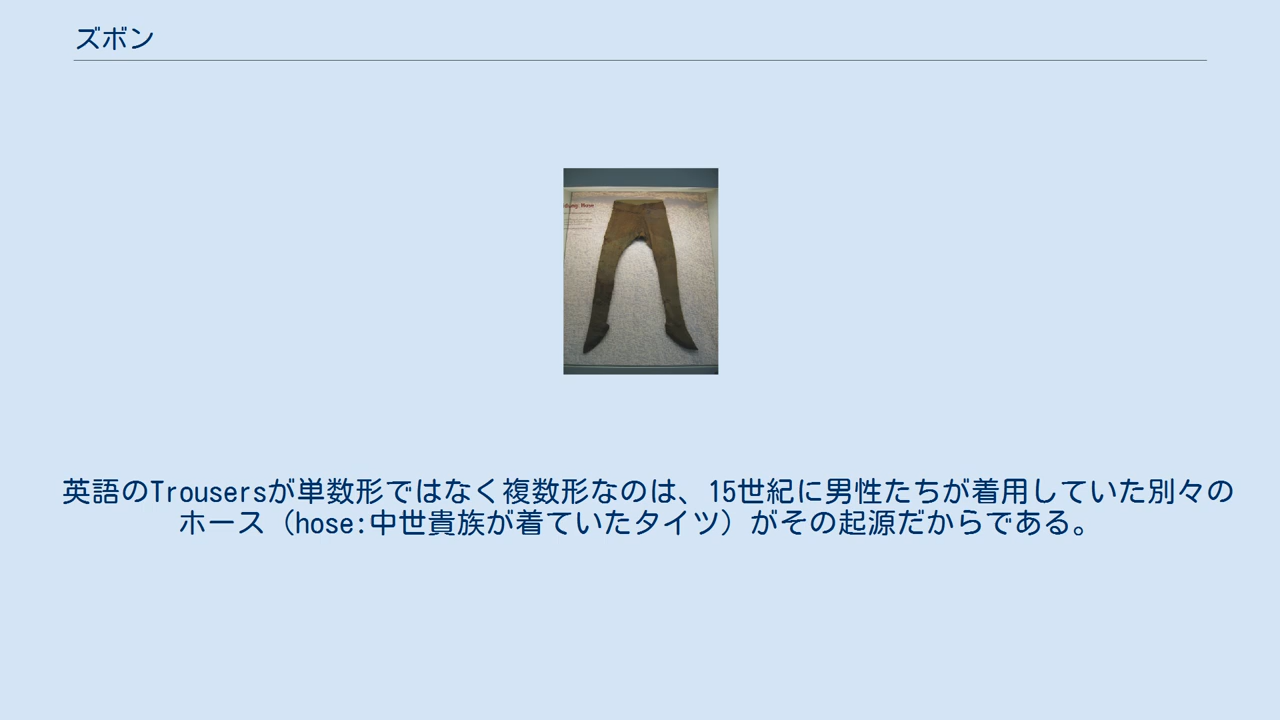 ズボン
英語のTrousersが単数形ではなく複数形なのは、15世紀に男性たちが着用していた別々の
ホース（hose:中世貴族が着ていたタイツ）がその起源だからである。